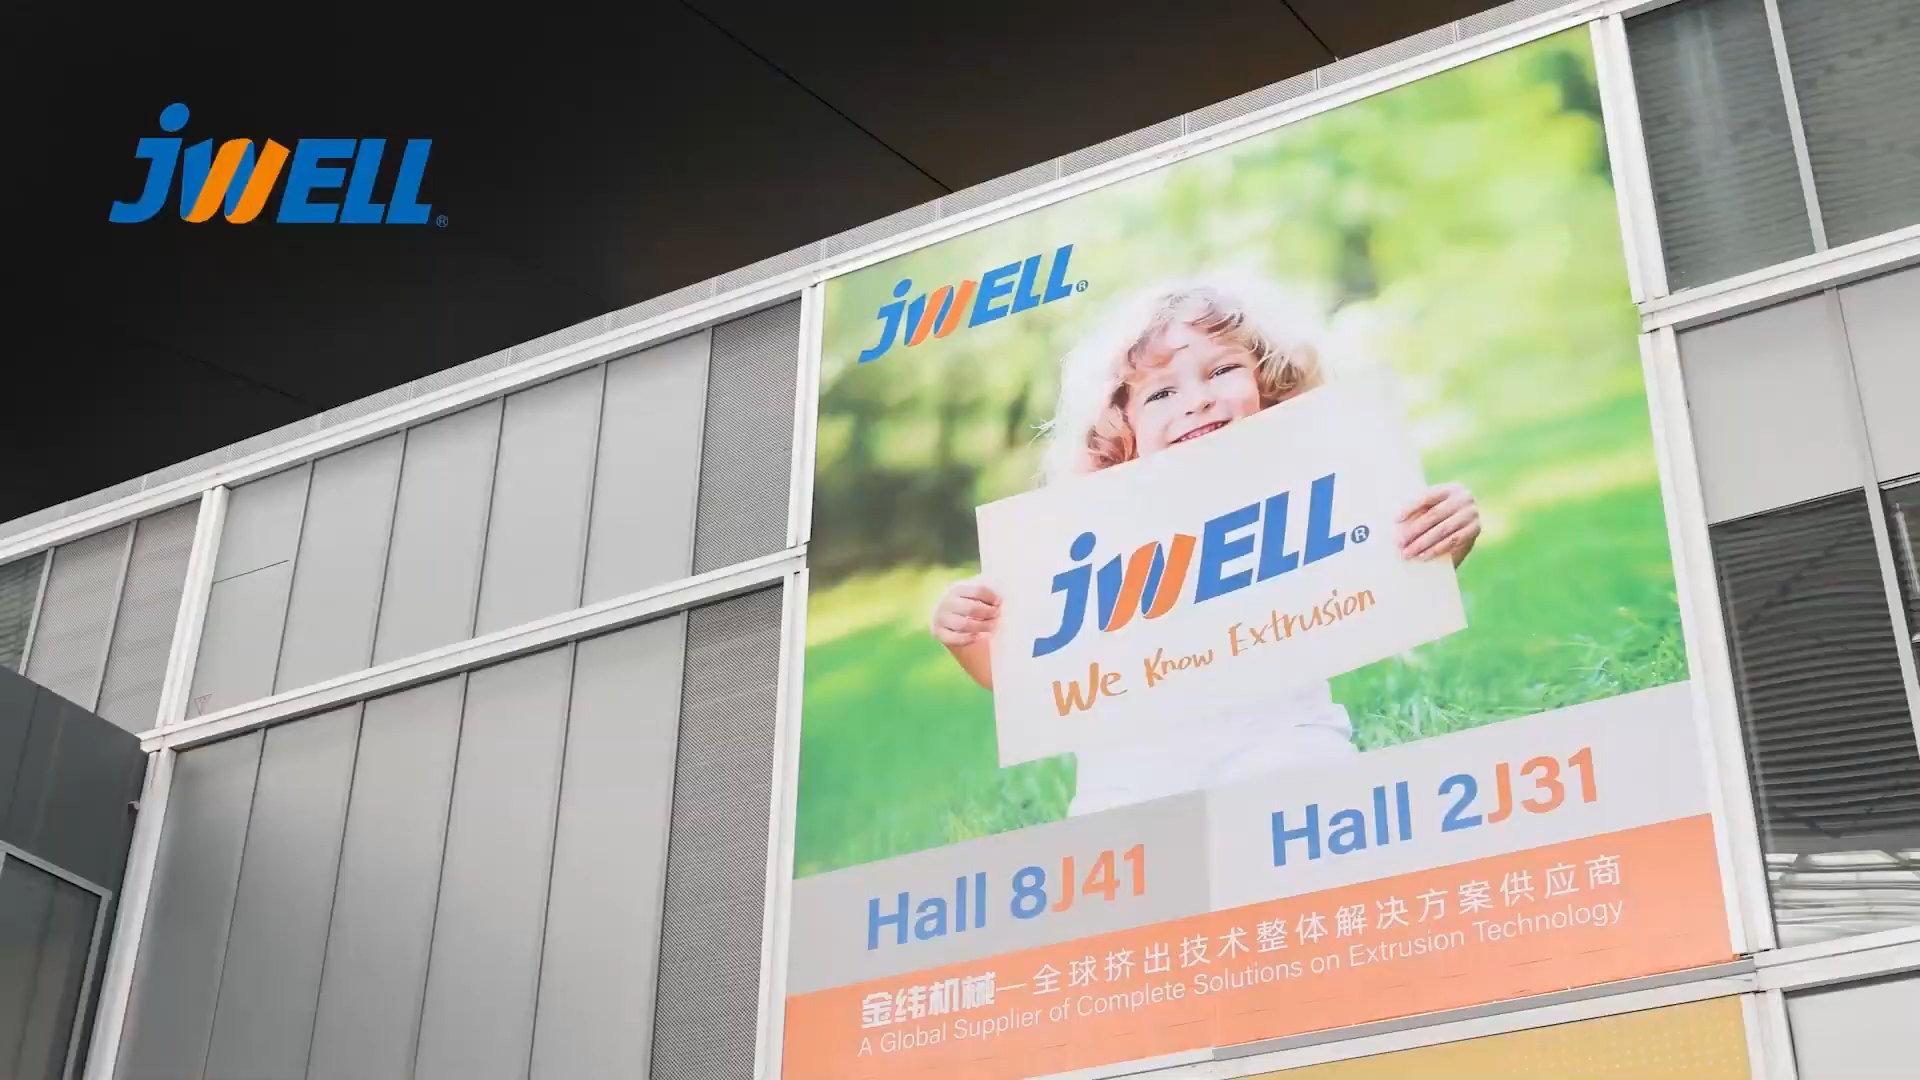 JWELL®
JWELL®
JWELL®
We Know Extrusion
Hall 8J41
Hall 2J31
金纬机械—全球挤出技术整体解决方案供应商
A Global Supplier of Complete Solutions on Extrusion Technology